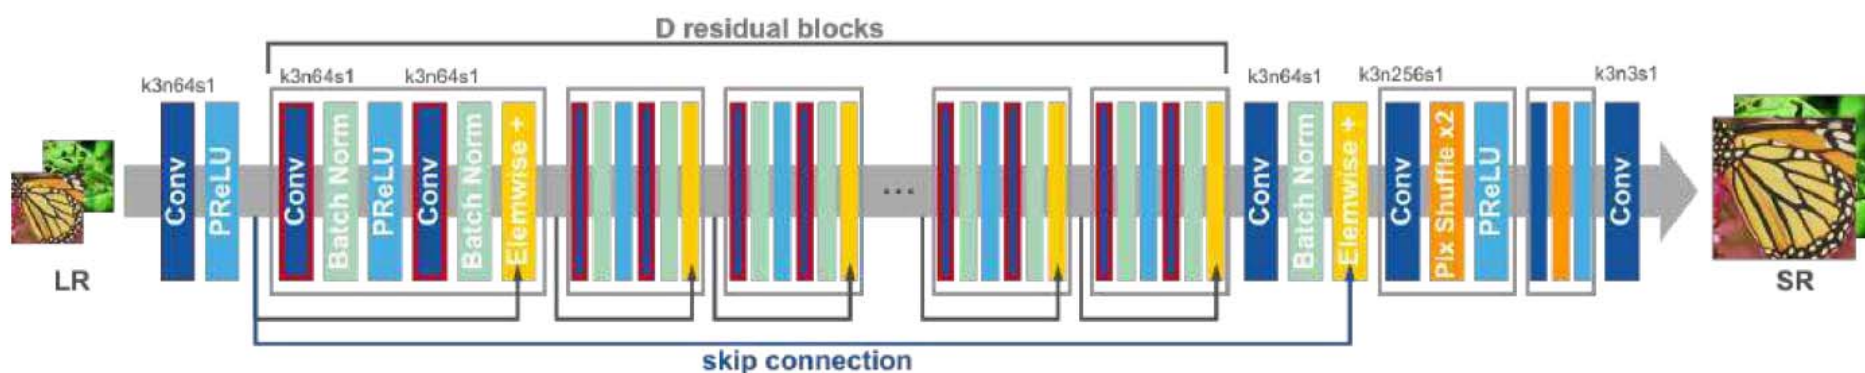 D residual blocks
k3n64s1
k3n64s1
k3n64s1
k3n64s1
k3n256s1
k3n3s1
Conv
PReLU
Conv
Batch Norm
PReLU
Conv
Batch Norm
Elemwise +
...
Conv
Batch Norm
Elemwise +
Conv
Pix Shuffle x2
PReLU
Conv
LR
SR
skip connection